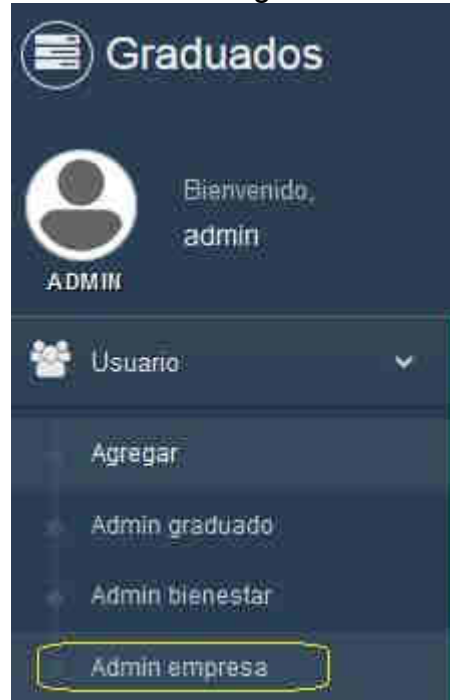 Graduados
Bienvenido,
admin
ADMIN
Usuario
Agregar
Admin graduado
Admin bienestar
Admin empresa